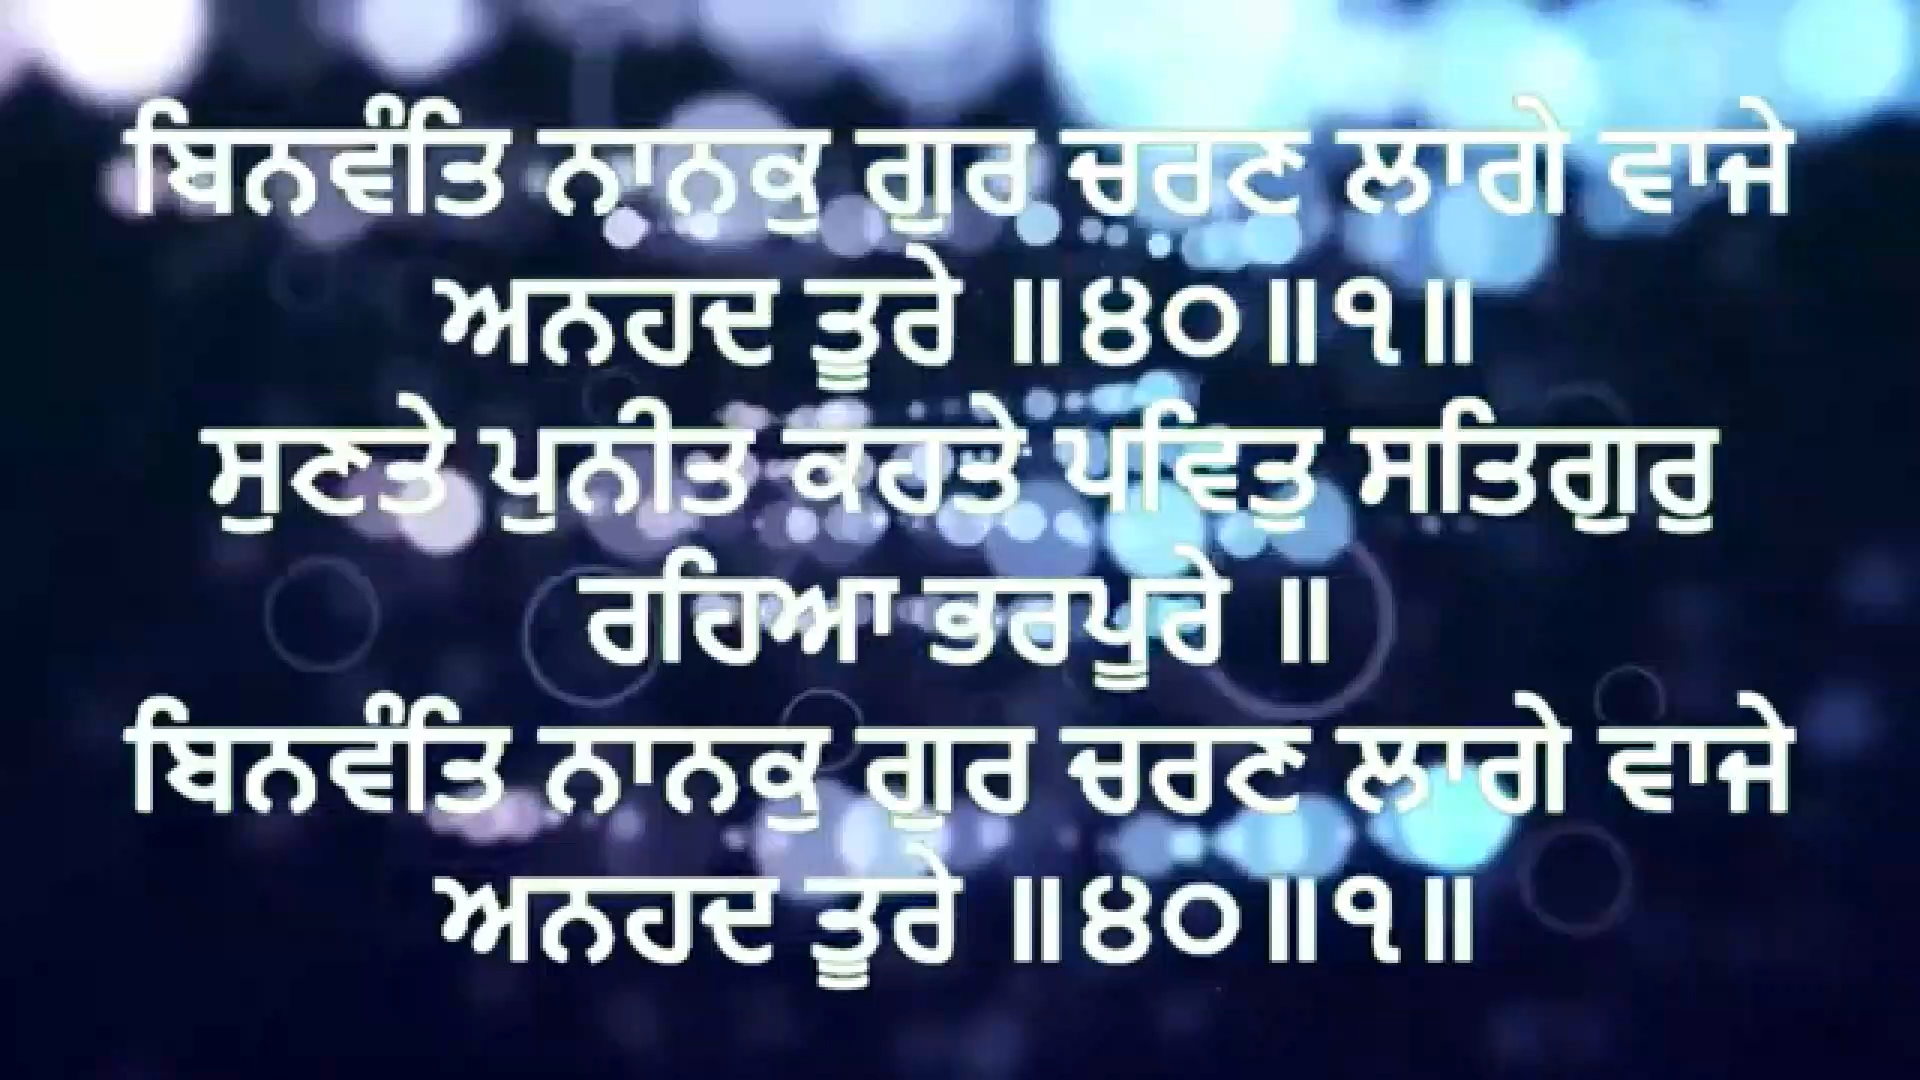 ਬਿਨਵੰਤਿ ਨਾਨਕੁ ਗੁਰ ਚਰਣ ਲਾਗੇ ਵਾਜੇ
ਅਨਹਦ ਤੂਰੇ ॥੪੦॥੧॥
ਸੁਣਤੇ ਪੁਨੀਤ ਕਹਤੇ ਪਵਿਤੁ ਸਤਿਗੁਰੁ
ਰਹਿਆ ਭਰਪੂਰੇ ॥
ਬਿਨਵੰਤਿ ਨਾਨਕੁ ਗੁਰ ਚਰਣ ਲਾਗੇ ਵਾਜੇ
ਅਨਹਦ ਤੂਰੇ ॥੪੦॥੧॥